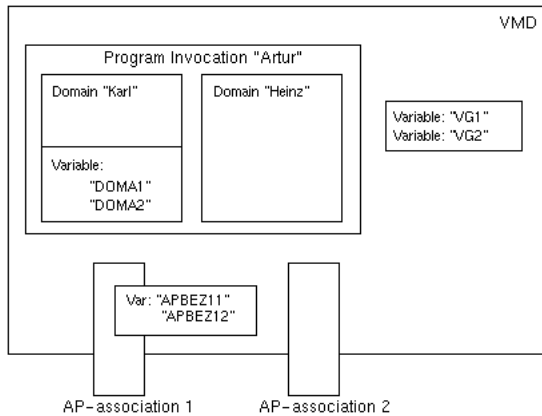 VMD
Program Invocation "Artur"
Domain "Karl"
Domain "Heinz"
Variable:
"DOMA1"
"DOMA2"
Variable: "VG1"
Variable: "VG2"
Var: "APBEZ11"
"APBEZ12"
AP-association 1
AP-association 2